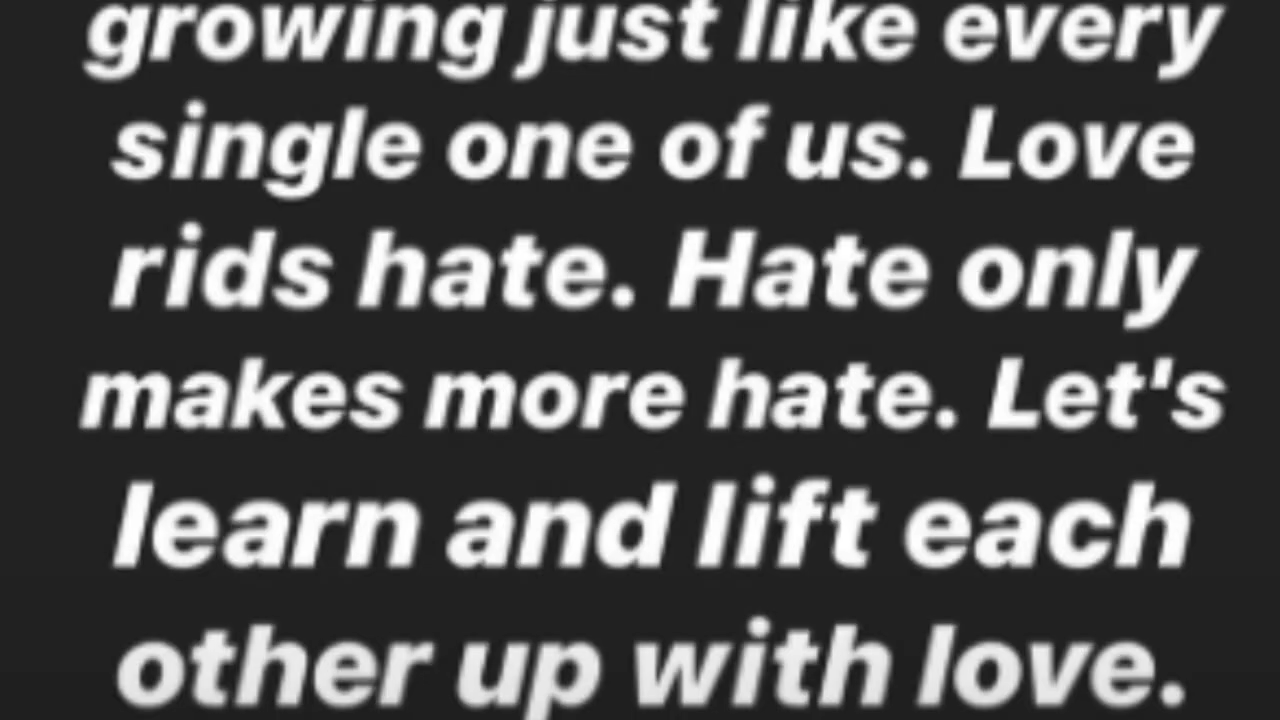 growing just like every
single one of us. Love
rids hate. Hate only
makes more hate. Let's
learn and lift each
other up with love.